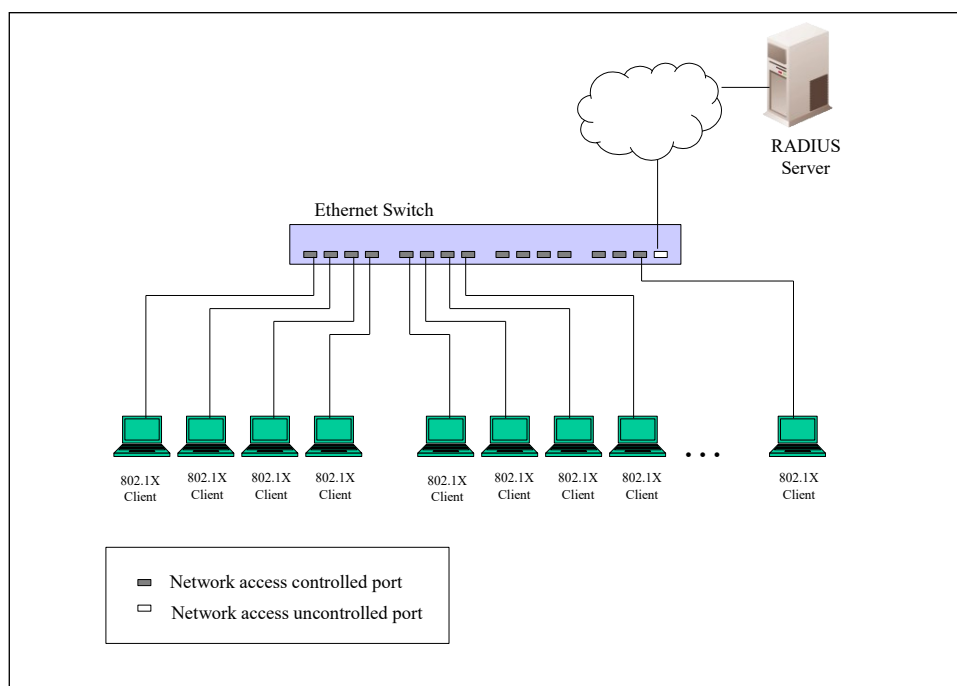 RADIUS
Server
Ethernet Switch
802.1X
Client
802.1X
Client
802.1X
Client
802.1X
Client
802.1X
Client
802.1X
Client
802.1X
Client
802.1X
Client
. . .
802.1X
Client
Network access controlled port
Network access uncontrolled port